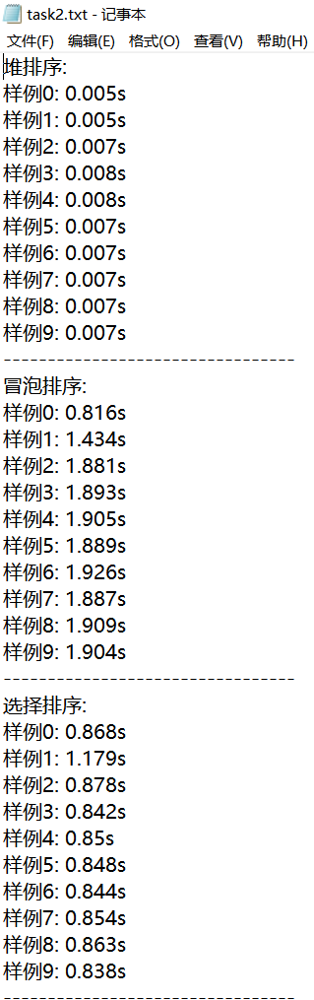 task2.txt - 记事本
文件(F) 编辑(E) 格式(O) 查看(V) 帮助(H)
堆排序:
样例0: 0.005s
样例1: 0.005s
样例2: 0.007s
样例3: 0.008s
样例4: 0.008s
样例5: 0.007s
样例6: 0.007s
样例7: 0.007s
样例8: 0.007s
样例9: 0.007s
---------------------------------
冒泡排序:
样例0: 0.816s
样例1: 1.434s
样例2: 1.881s
样例3: 1.893s
样例4: 1.905s
样例5: 1.889s
样例6: 1.926s
样例7: 1.887s
样例8: 1.909s
样例9: 1.904s
---------------------------------
选择排序:
样例0: 0.868s
样例1: 1.179s
样例2: 0.878s
样例3: 0.842s
样例4: 0.85s
样例5: 0.848s
样例6: 0.844s
样例7: 0.854s
样例8: 0.863s
样例9: 0.838s
---------------------------------